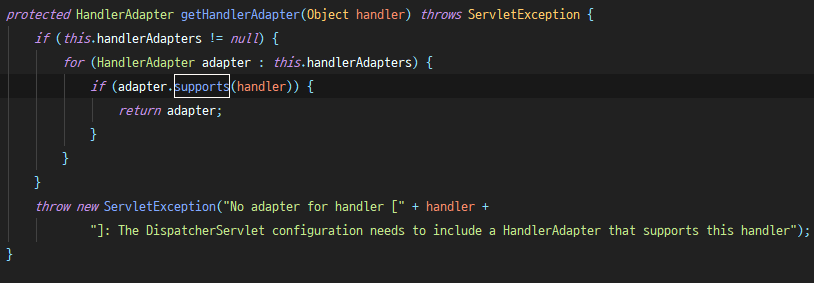 protected HandlerAdapter getHandlerAdapter(Object handler) throws ServletException {
if (this.handlerAdapters != null) {
for (HandlerAdapter adapter : this.handlerAdapters) {
if (adapter.supports(handler)) {
return adapter;
}
}
}
throw new ServletException("No adapter for handler [" + handler +
"]: The DispatcherServlet configuration needs to include a HandlerAdapter that supports this handler");
}